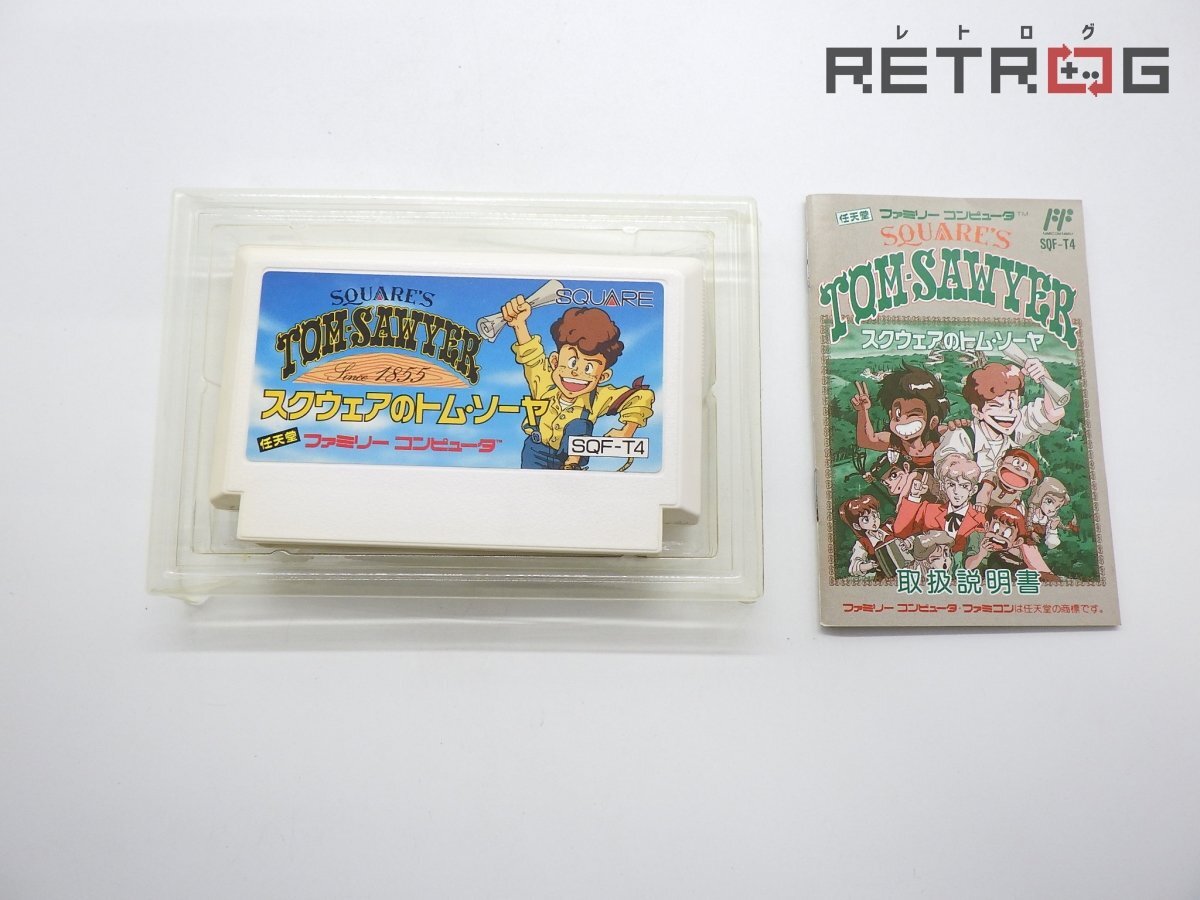 レトログ
RETROG
SQUARE'S
SQUARE
TOM·SAWYER
Since 1855
スクウェアのトム・ソーヤ
任天堂 ファミリー コンピュータ™
SQF-T4
任天堂 ファミリー コンピュータ™
SQF-T4
SQUARE'S
TOM·SAWYER
スクウェアのトム・ソーヤ
取扱説明書
ファミリー コンピュータ・ファミコンは任天堂の商標です。